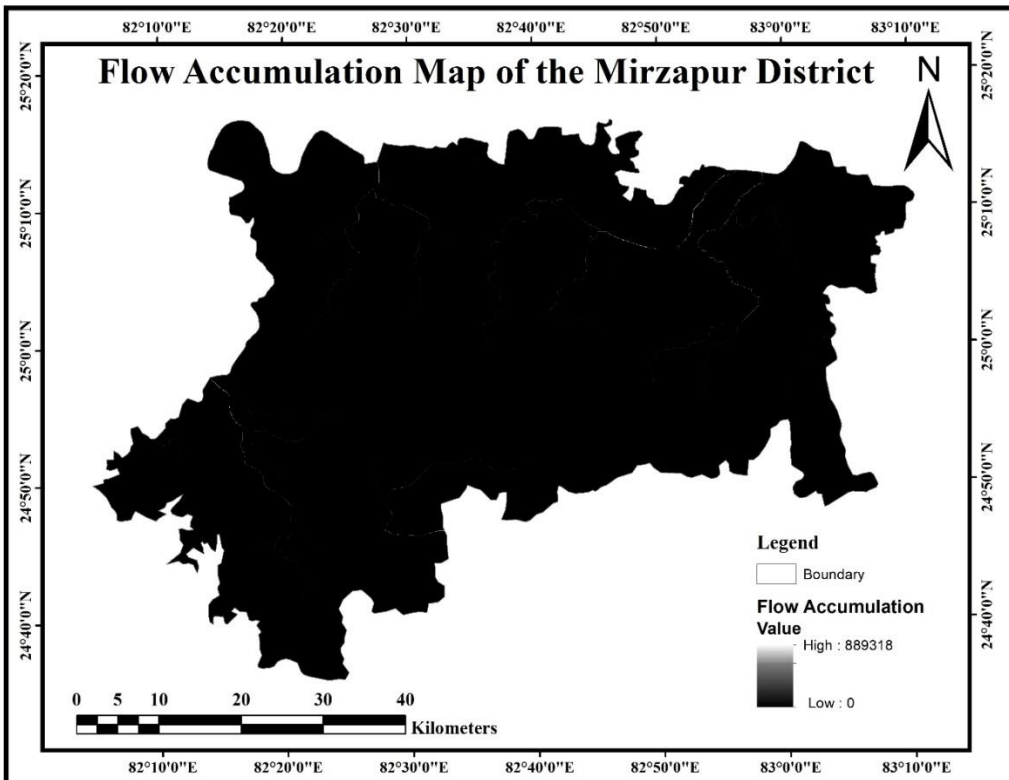 82°10'0"E 82°20'0"E 82°30'0"E 82°40'0"E 82°50'0"E 83°0'0"E 83°10'0"E
Flow Accumulation Map of the Mirzapur District
N
25°20'0"N 25°20'0"N
25°10'0"N 25°10'0"N
25°0'0"N 25°0'0"N
24°50'0"N 24°50'0"N
24°40'0"N 24°40'0"N
Legend
Boundary
Flow Accumulation
Value
High : 889318
Low : 0
0 5 10 20 30 40
Kilometers
82°10'0"E 82°20'0"E 82°30'0"E 82°40'0"E 82°50'0"E 83°0'0"E 83°10'0"E